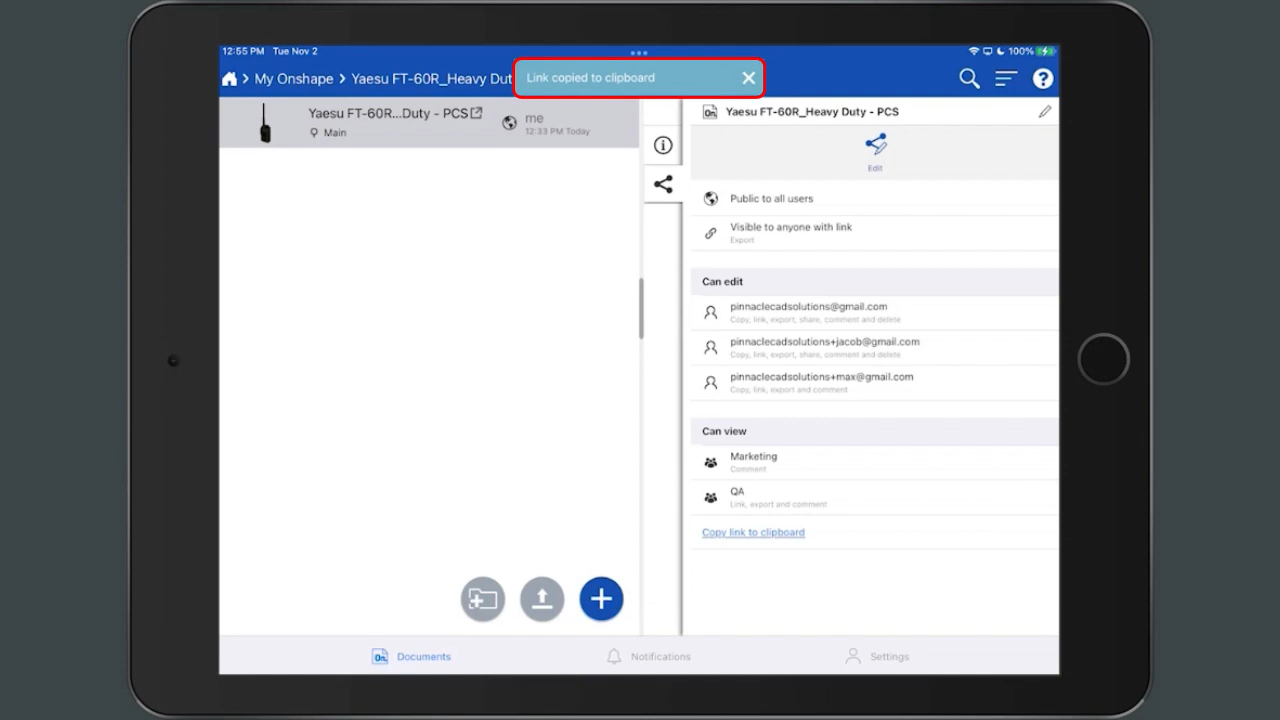 12:55 PM Tue Nov 2
100%
My Onshape > Yaesu FT-60R_Heavy Dut
Link copied to clipboard
Yaesu FT-60R...Duty - PCS
Main
me
12:33 PM Today
On
Yaesu FT-60R_Heavy Duty - PCS
Edit
Public to all users
Visible to anyone with link
Export
Can edit
pinnaclecadsolutions@gmail.com
Copy, link, export, share, comment and delete
pinnaclecadsolutions+jacob@gmail.com
Copy, link, export, share, comment and delete
pinnaclecadsolutions+max@gmail.com
Copy, link, export and comment
Can view
Marketing
Comment
QA
Link, export and comment
Copy link to clipboard
On
Documents
Notifications
Settings